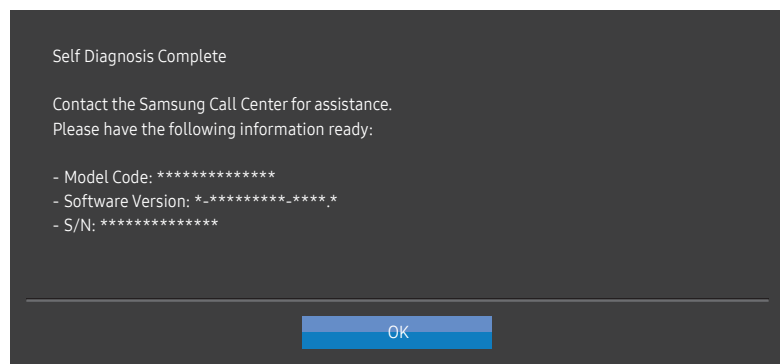 Self Diagnosis Complete
Contact the Samsung Call Center for assistance.
Please have the following information ready:
- Model Code: **************
- Software Version: *-*********-****.*
- S/N: **************
OK